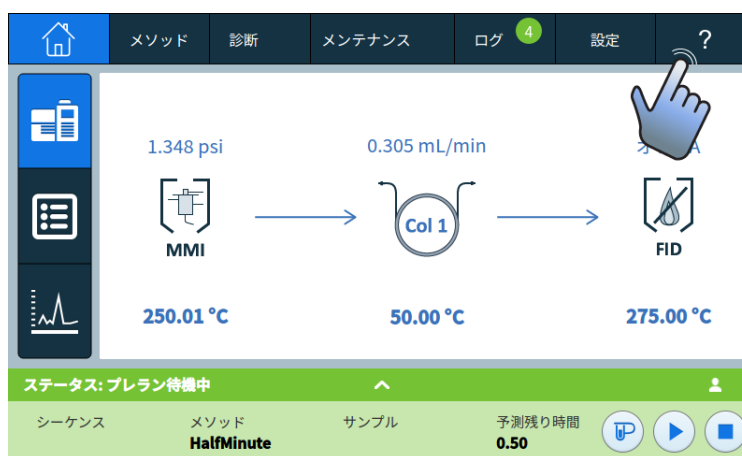 メソッド 診断 メンテナンス ログ 4 設定 ?
1.348 psi 0.305 mL/min
Col 1
MMI FID
250.01 °C 50.00 °C 275.00 °C
ステータス: プレラン待機中
シーケンス メソッド サンプル 予測残り時間
HalfMinute 0.50